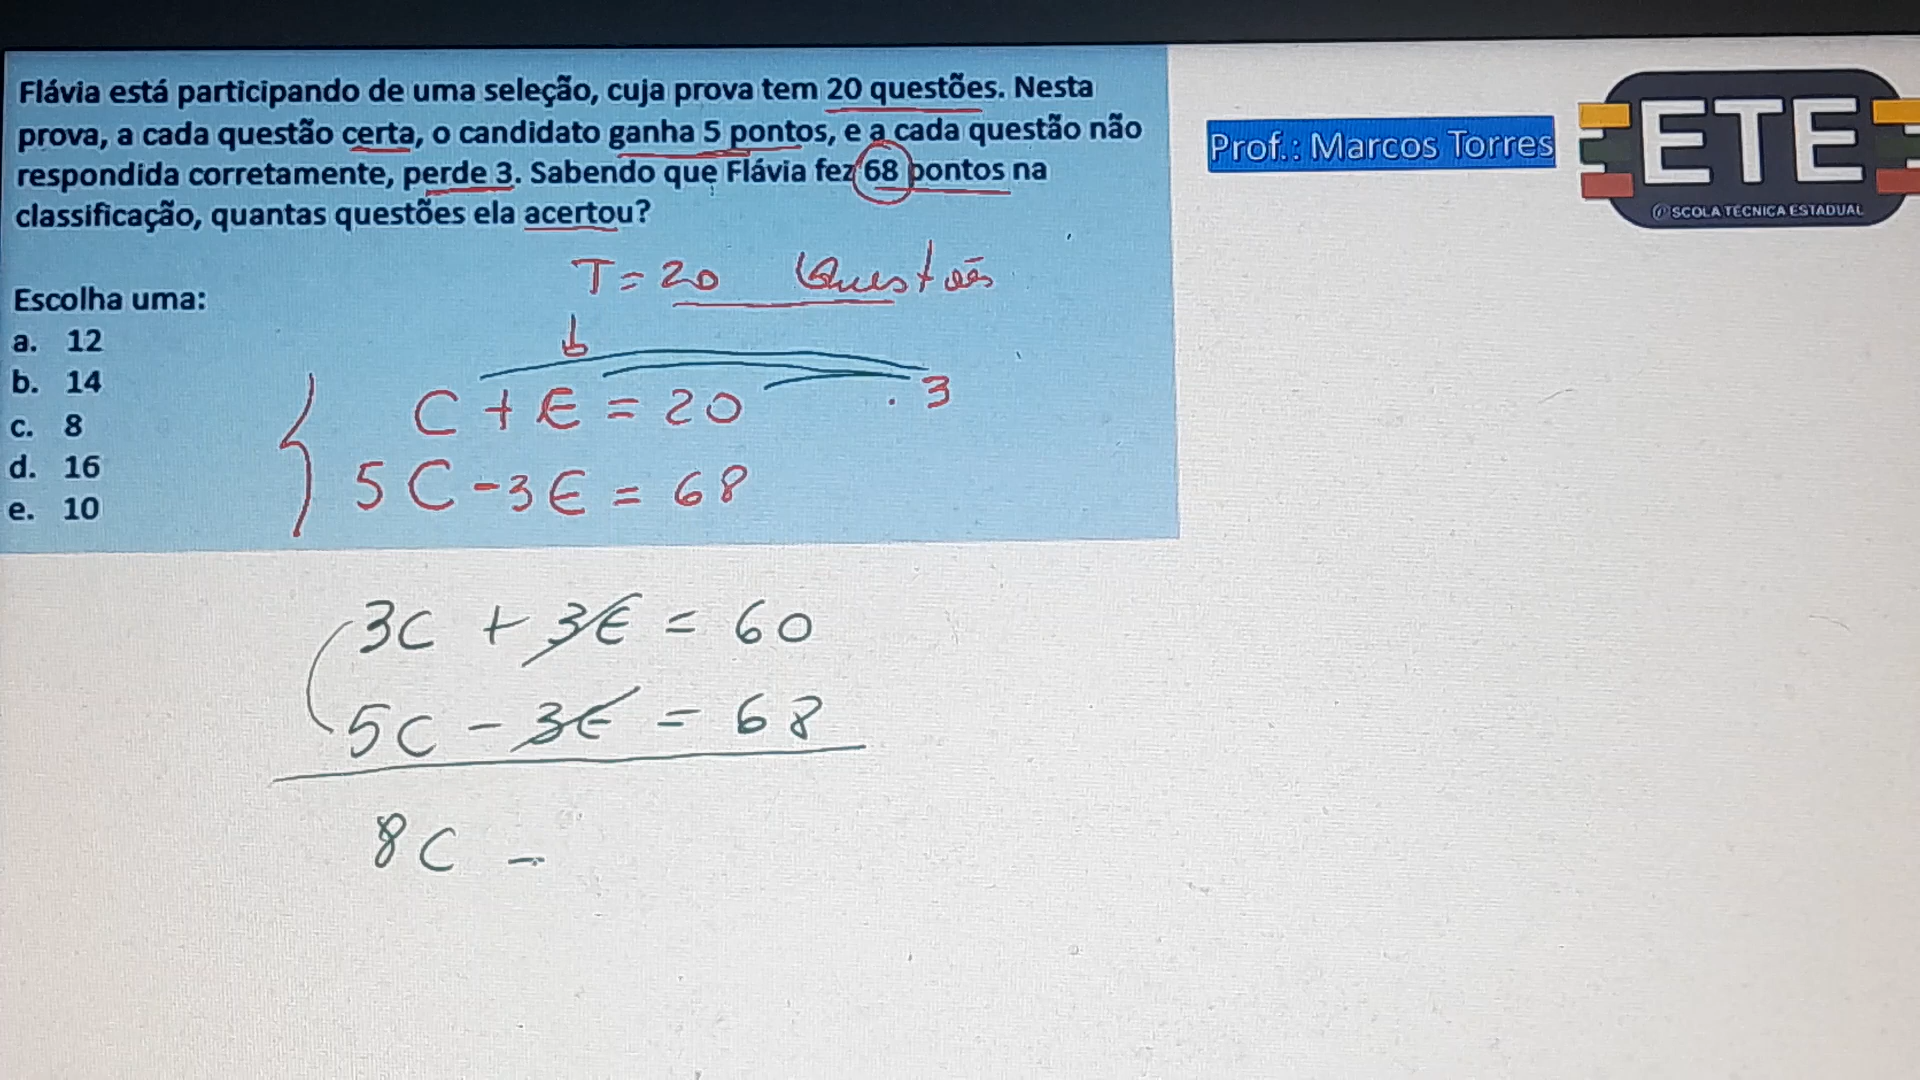 Flávia está participando de uma seleção, cuja prova tem 20 questões. Nesta
prova, a cada questão certa, o candidato ganha 5 pontos, e a cada questão não
respondida corretamente, perde 3. Sabendo que Flávia fez 68 pontos na
classificação, quantas questões ela acertou?
T = 20 Questões
Escolha uma:
a. 12
b. 14
c. 8
d. 16
e. 10
C + E = 20 . 3
5C - 3E = 68
3C + 3E = 60
5C - 3E = 68
8C -
Prof.: Marcos Torres
ETE
ESCOLA TÉCNICA ESTADUAL